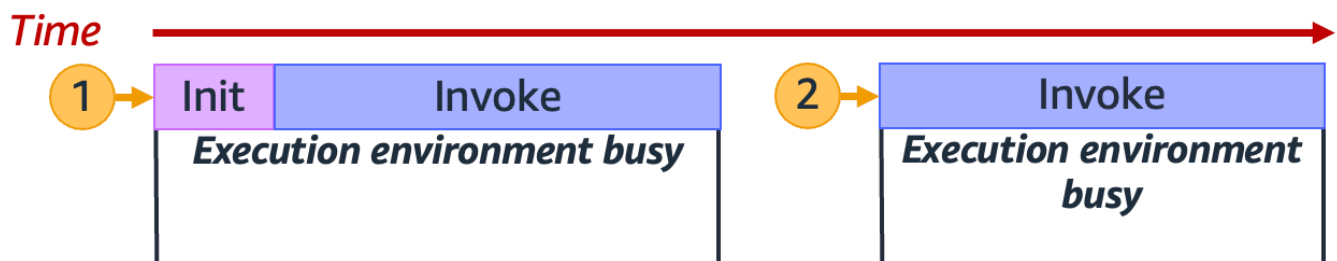 Time
1
Init
Invoke
2
Invoke
Execution environment busy
Execution environment
busy